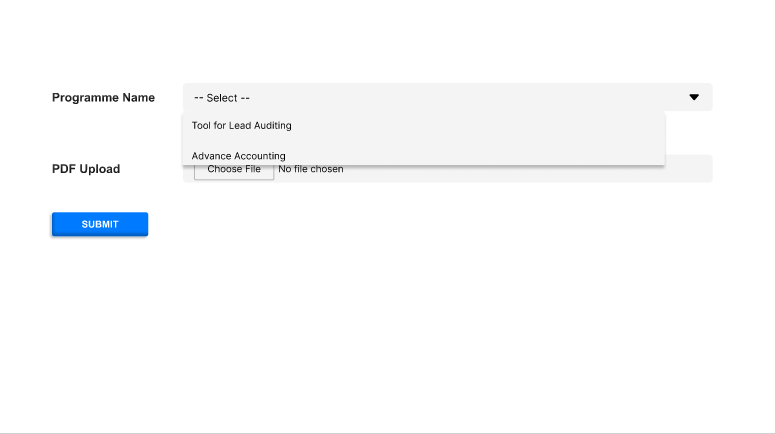 Programme Name -- Select --
Tool for Lead Auditing
Advance Accounting
PDF Upload Choose File No file chosen
SUBMIT